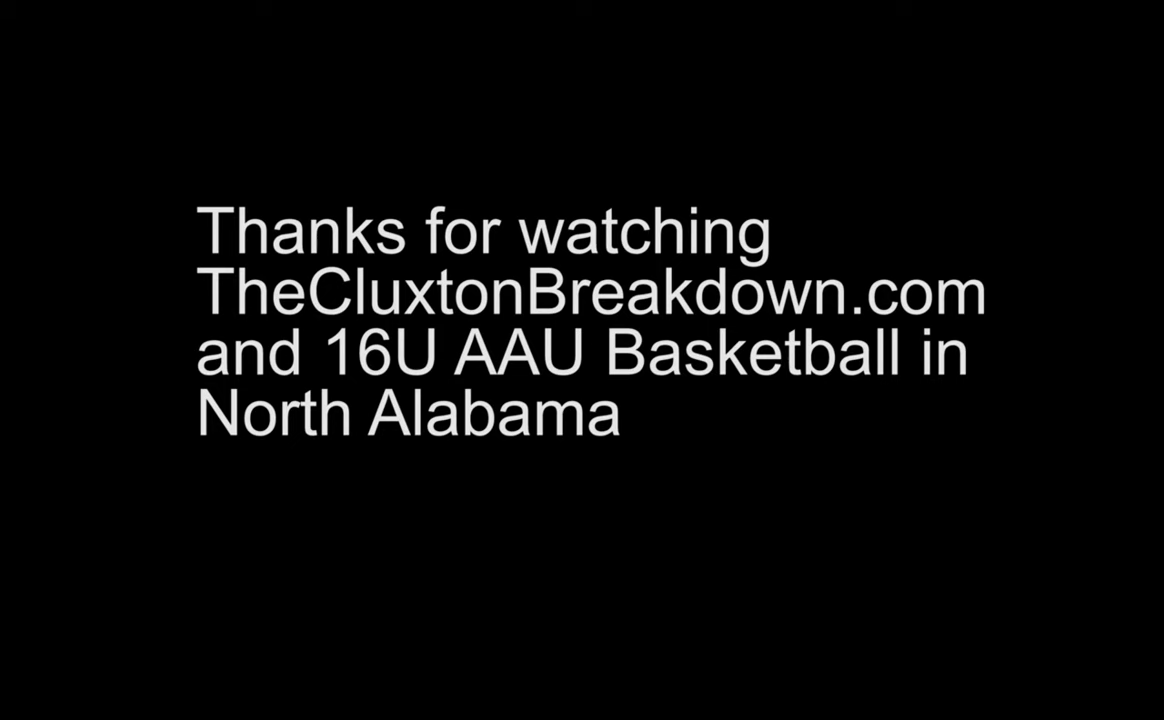 Thanks for watching
TheCluxtonBreakdown.com
and 16U AAU Basketball in
North Alabama